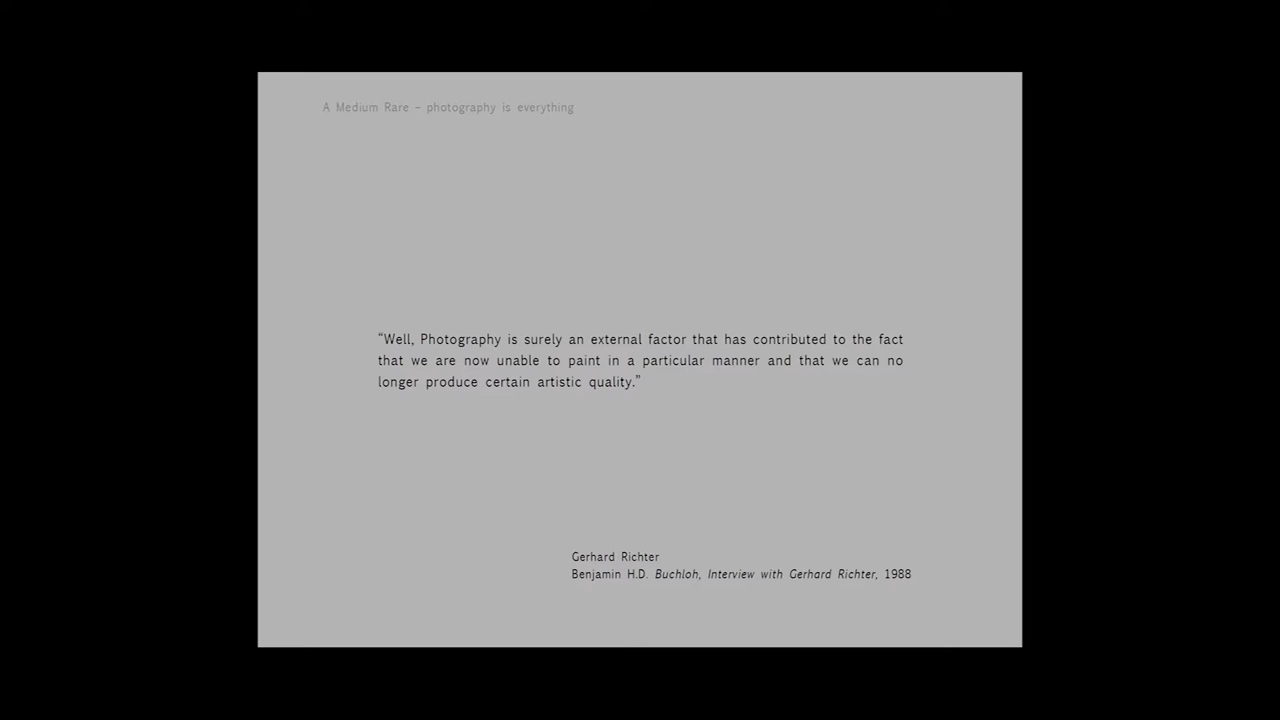 A Medium Rare – photography is everything
“Well, Photography is surely an external factor that has contributed to the fact
that we are now unable to paint in a particular manner and that we can no
longer produce certain artistic quality.”
Gerhard Richter
Benjamin H.D. Buchloh, Interview with Gerhard Richter, 1988